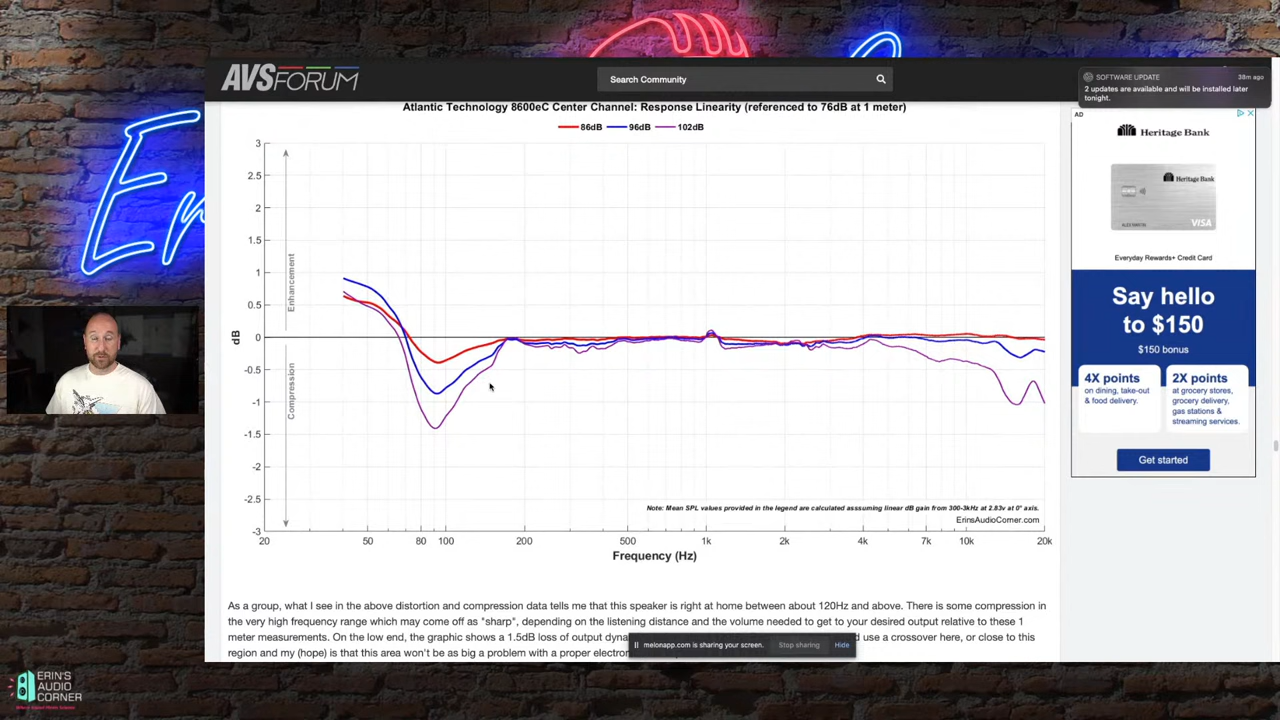 AVSFORUM
Search Community
SOFTWARE UPDATE
38m ago
2 updates are available and will be installed later
tonight.
Atlantic Technology 8600eC Center Channel: Response Linearity (referenced to 76dB at 1 meter)
86dB 96dB 102dB
3
2.5
2
1.5
1
0.5
0
-0.5
-1
-1.5
-2
-2.5
-3
dB
Enhancement
Compression
Note: Mean SPL values provided in the legend are calculated asssuming linear dB gain from 300-3kHz at 2.83v at 0° axis.
ErinsAudioCorner.com
20 50 80 100 200 500 1k 2k 4k 7k 10k 20k
Frequency (Hz)
As a group, what I see in the above distortion and compression data tells me that this speaker is right at home between about 120Hz and above. There is some compression in
the very high frequency range which may come off as "sharp", depending on the listening distance and the volume needed to get to your desired output relative to these 1
meter measurements. On the low end, the graphic shows a 1.5dB loss of output dyna
use a crossover here, or close to this
region and my (hope) is that this area won't be as big a problem with a proper electron
melonapp.com is sharing your screen.
Stop sharing
Hide
AD
Heritage Bank
Heritage Bank
VISA
Everyday Rewards+ Credit Card
Say hello
to $150
$150 bonus
4X points
on dining, take-out
& food delivery.
2X points
at grocery stores,
grocery delivery,
gas stations &
streaming services.
Get started
ERIN'S
AUDIO
CORNER